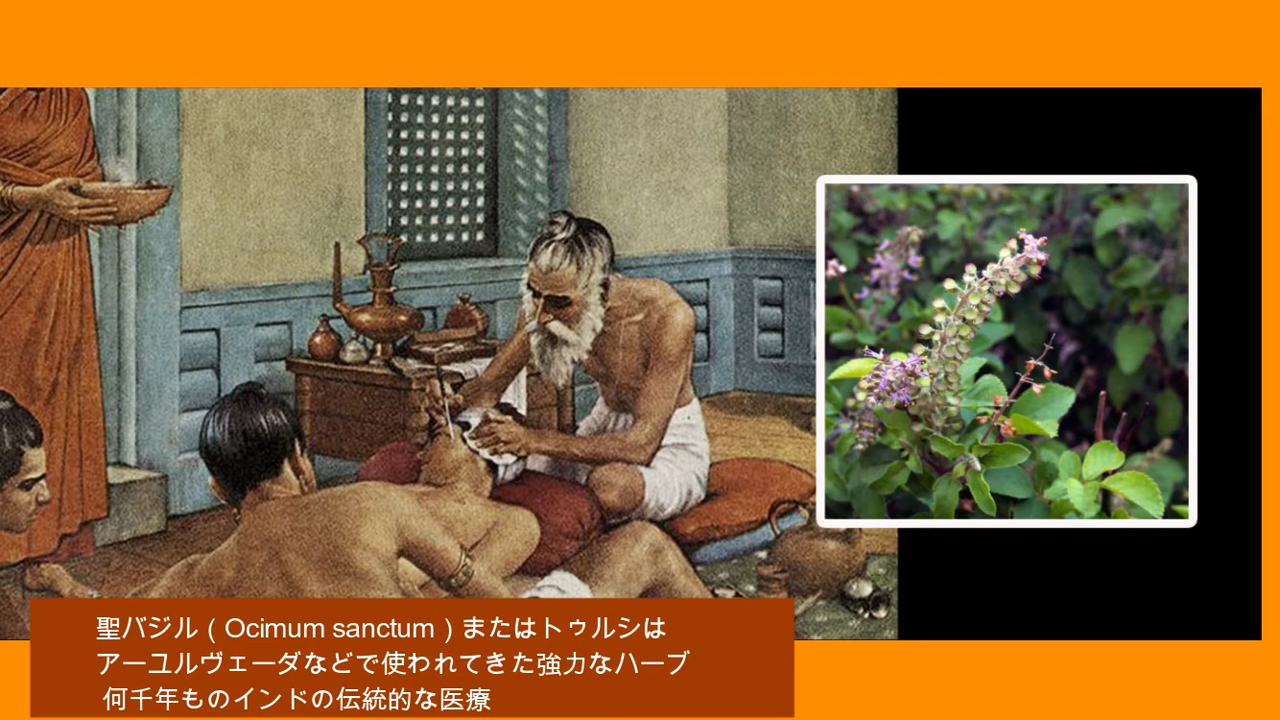 聖バジル（Ocimum sanctum）またはトゥルシは
アーユルヴェーダなどで使われてきた強力なハーブ
何千年ものインドの伝統的な医療